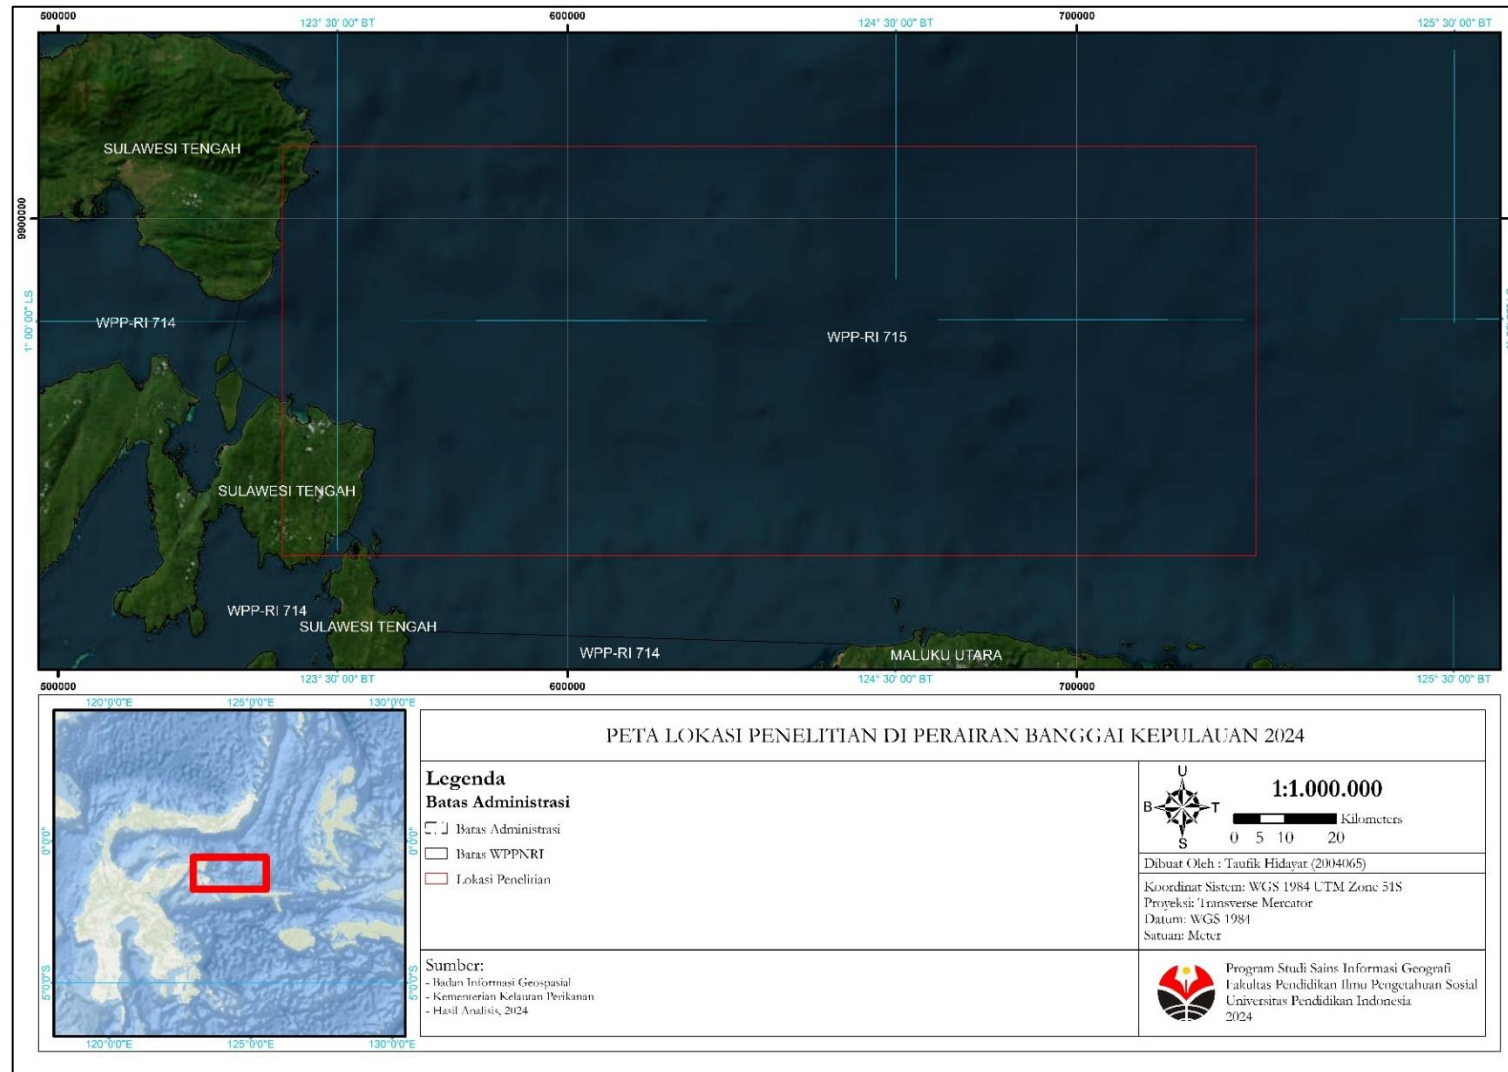 500000 600000 700000
123° 30' 00" BT 124° 30' 00" BT 125° 30' 00" BT
SULAWESI TENGAH
9900000
WPP-RI 714
1° 00' 00" LS
WPP-RI 715
SULAWESI TENGAH
WPP-RI 714
SULAWESI TENGAH
WPP-RI 714
MALUKU UTARA
500000 600000 700000
123° 30' 00" BT 124° 30' 00" BT 125° 30' 00" BT
120°0'0"E 125°0'0"E 130°0'0"E
0°0'0" 0°0'0"
5°0'0"S 5°0'0"S
120°0'0"E 125°0'0"E 130°0'0"E
PETA LOKASI PENELITIAN DI PERAIRAN BANGGAI KEPULAUAN 2024
Legenda
Batas Administrasi
Batas Administrasi
Batas WPPNRI
Lokasi Penelitian
Sumber:
- Badan Informasi Geospasial
- Kementerian Kelautan Perikanan
- Hasil Analisis, 2024
U
B T
S
1:1.000.000
Kilometers
0 5 10 20
Dibuat Oleh : Taufik Hidayat (2004065)
Koordinat Sistem: WGS 1984 UTM Zone 51S
Proyeksi: Transverse Mercator
Datum: WGS 1984
Satuan: Meter
Program Studi Sains Informasi Geografi
Fakultas Pendidikan Ilmu Pengetahuan Sosial
Universitas Pendidikan Indonesia
2024